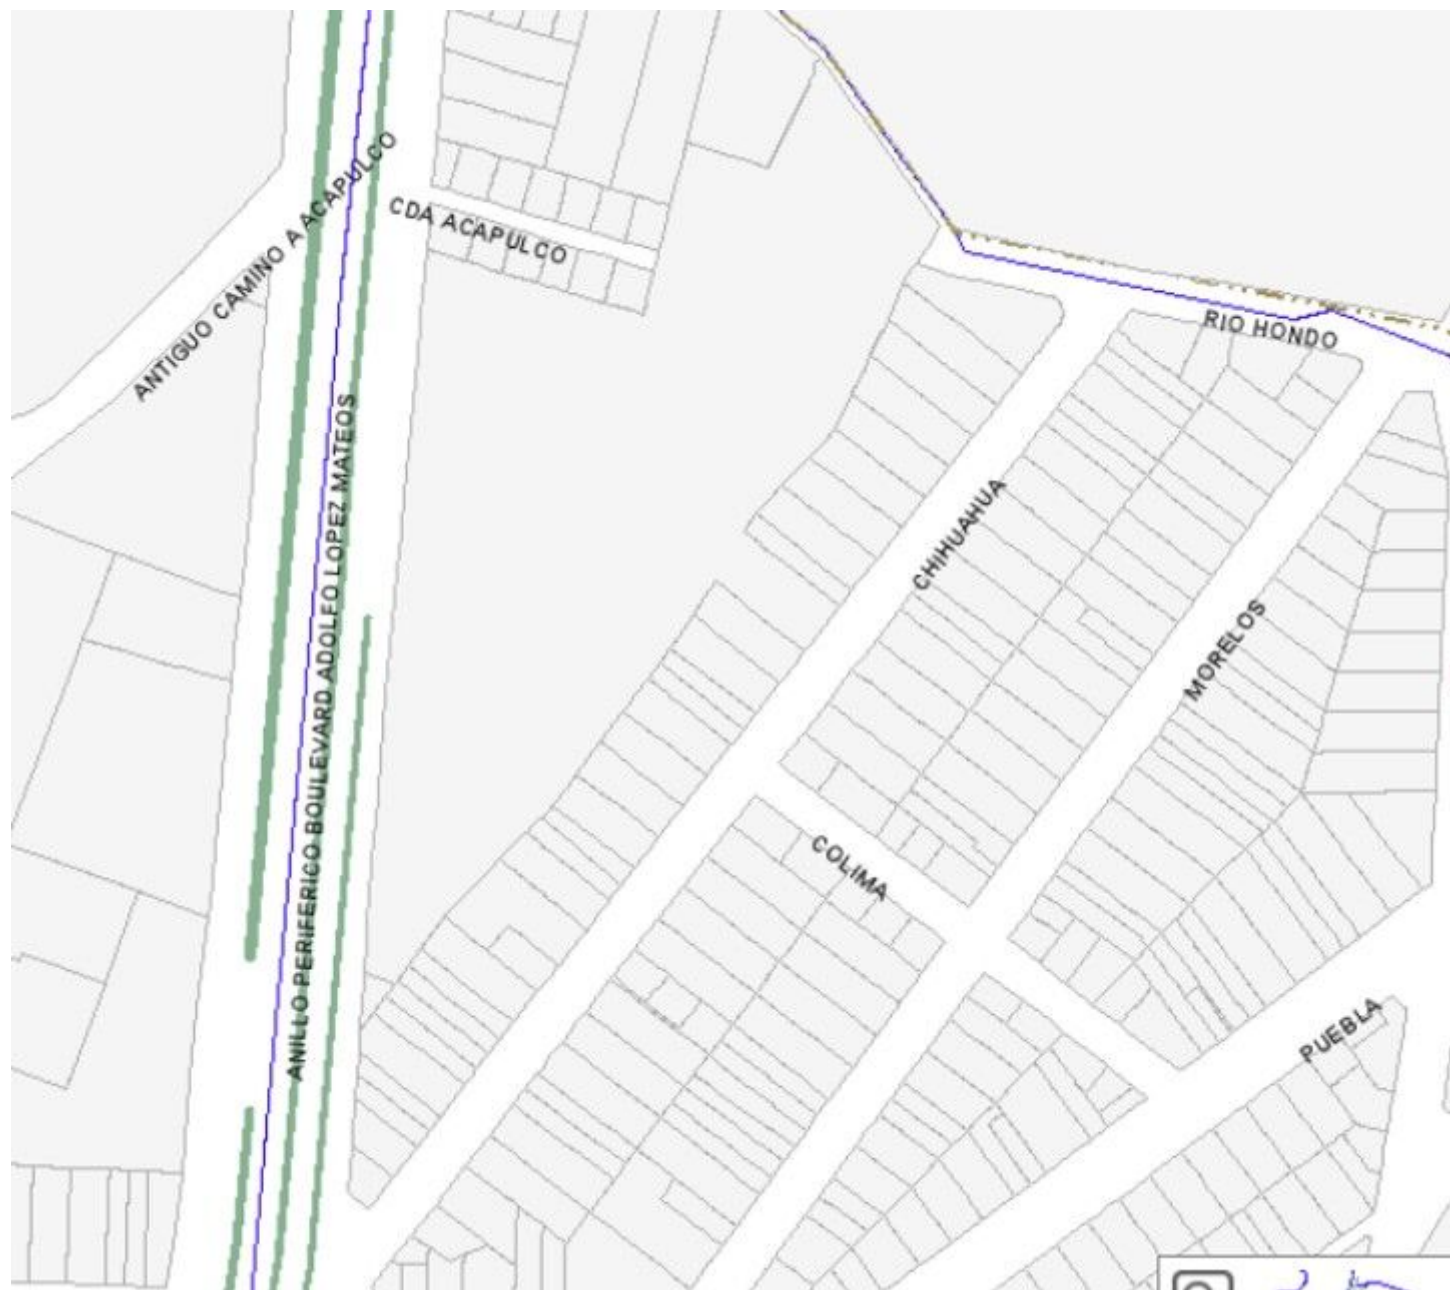 ANTIGUO CAMINO A ACAPULCO
CDA ACAPULCO
RIO HONDO
ANILLO PERIFERICO BOULEVARD ADOLFO LOPEZ MATEOS
CHIHUAHUA
MORELOS
COLIMA
PUEBLA